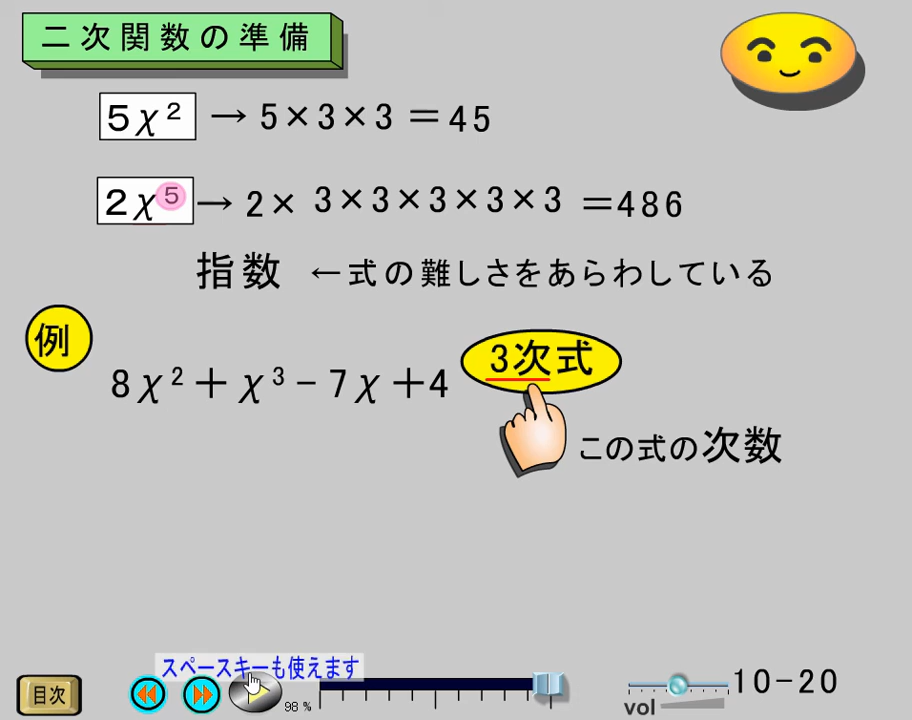 二次関数の準備
5χ² → 5×3×3 =45
2χ⁵ → 2× 3×3×3×3×3 =486
指数 ←式の難しさをあらわしている
例
8χ²+χ³−7χ+4 3次式
この式の次数
スペースキーも使えます
目次 98% vol 10-20